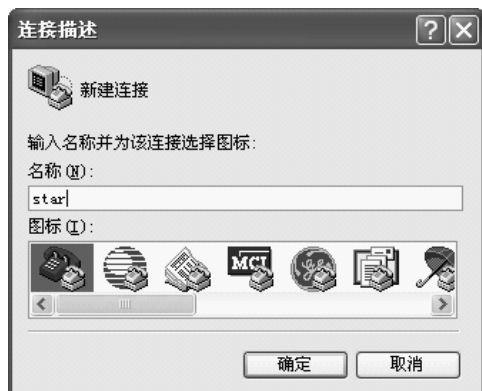 连接描述
新建连接
输入名称并为该连接选择图标:
名称(N):
star
图标(I):
MCI
确定
取消